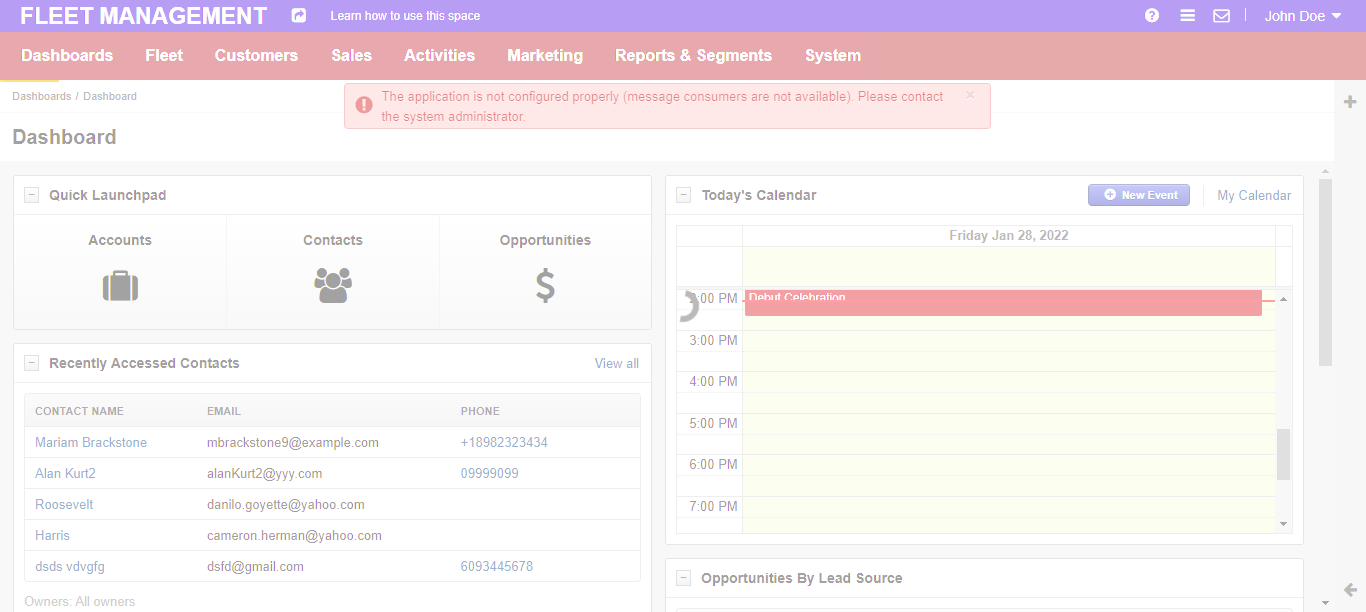 FLEET MANAGEMENT Learn how to use this space John Doe
Dashboards Fleet Customers Sales Activities Marketing Reports & Segments System
Dashboards / Dashboard
The application is not configured properly (message consumers are not available). Please contact
the system administrator.
×
Dashboard
Quick Launchpad
Accounts Contacts Opportunities
Recently Accessed Contacts View all
CONTACT NAME EMAIL PHONE
Mariam Brackstone mbrackstone9@example.com +18982323434
Alan Kurt2 alanKurt2@yyy.com 09999099
Roosevelt danilo.goyette@yahoo.com
Harris cameron.herman@yahoo.com
dsds vdvgfg dsfd@gmail.com 6093445678
Owners: All owners
Today's Calendar New Event My Calendar
Friday Jan 28, 2022
:00 PM Debut Celebration
3:00 PM
4:00 PM
5:00 PM
6:00 PM
7:00 PM
Opportunities By Lead Source